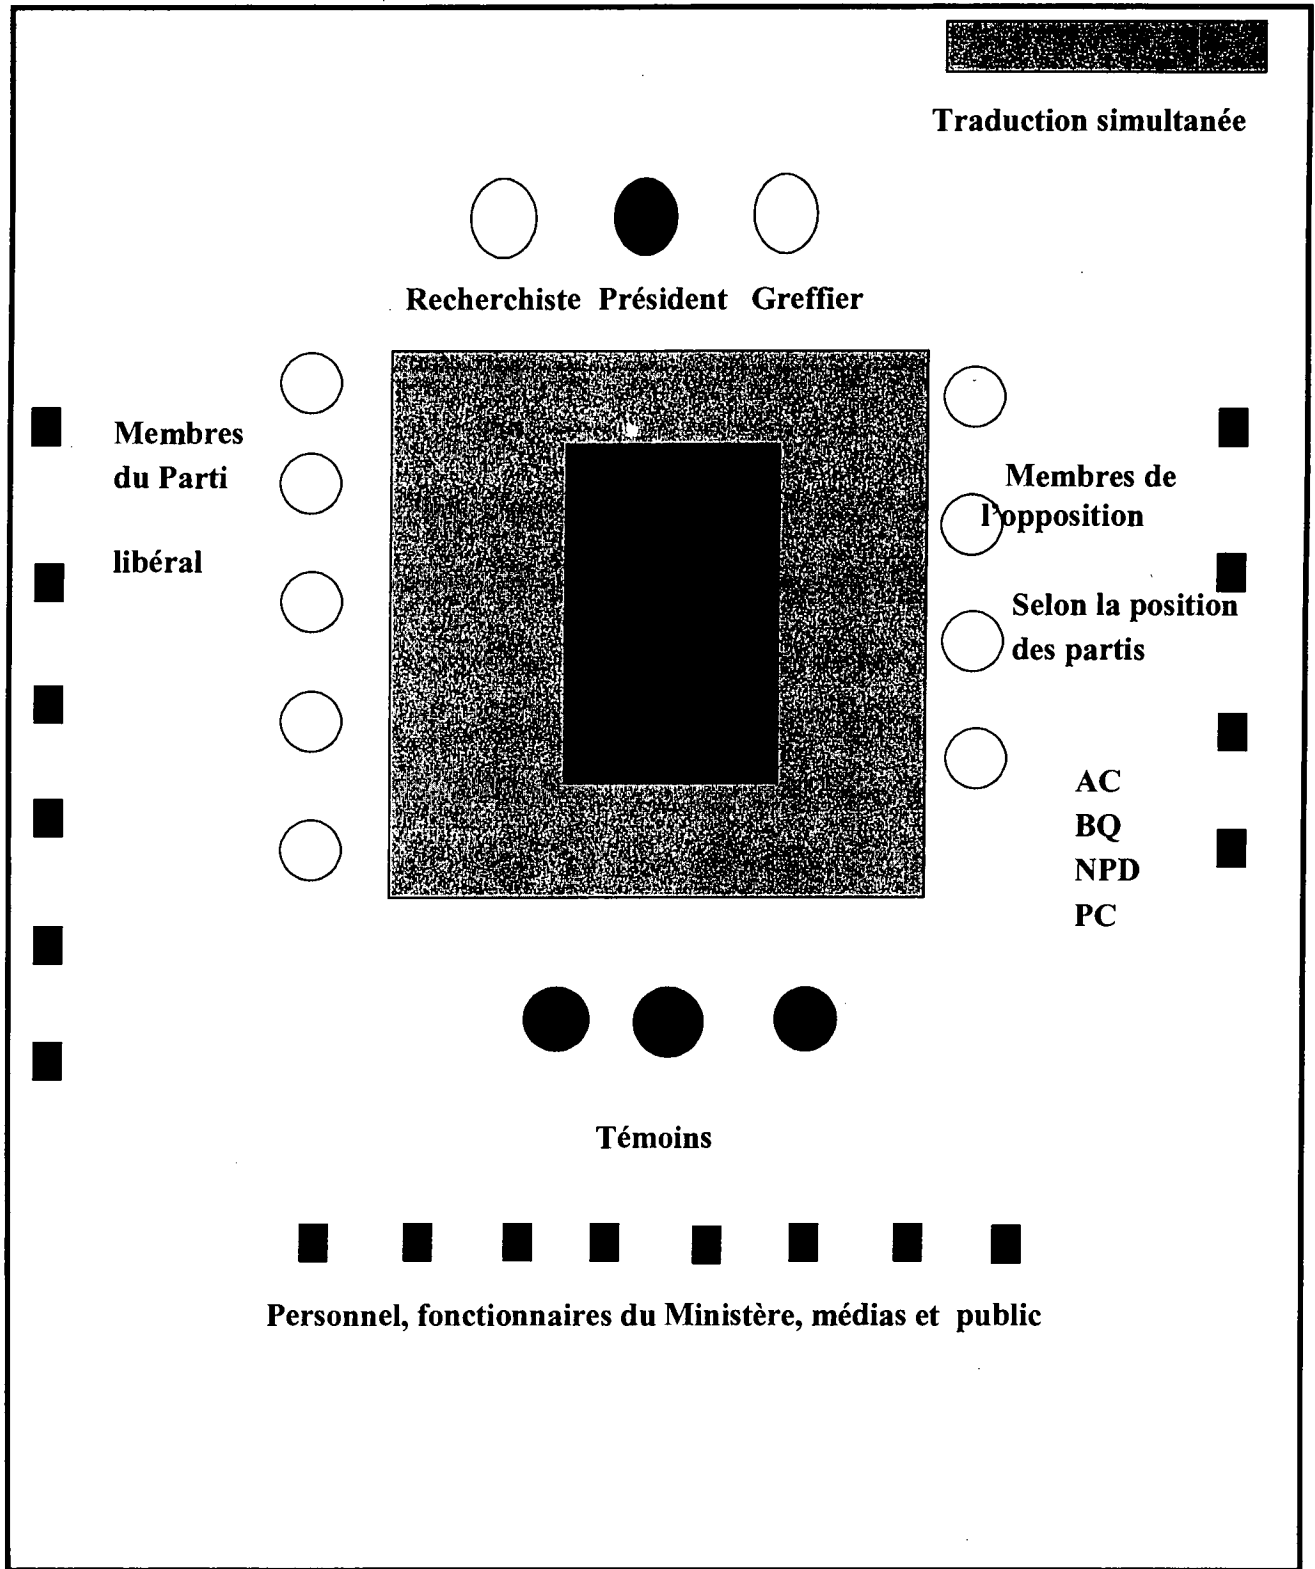 Traduction simultanée
Recherchiste Président Greffier
Membres
du Parti
libéral
Membres de
l'opposition
Selon la position
des partis
AC
BQ
NPD
PC
Témoins
Personnel, fonctionnaires du Ministère, médias et public